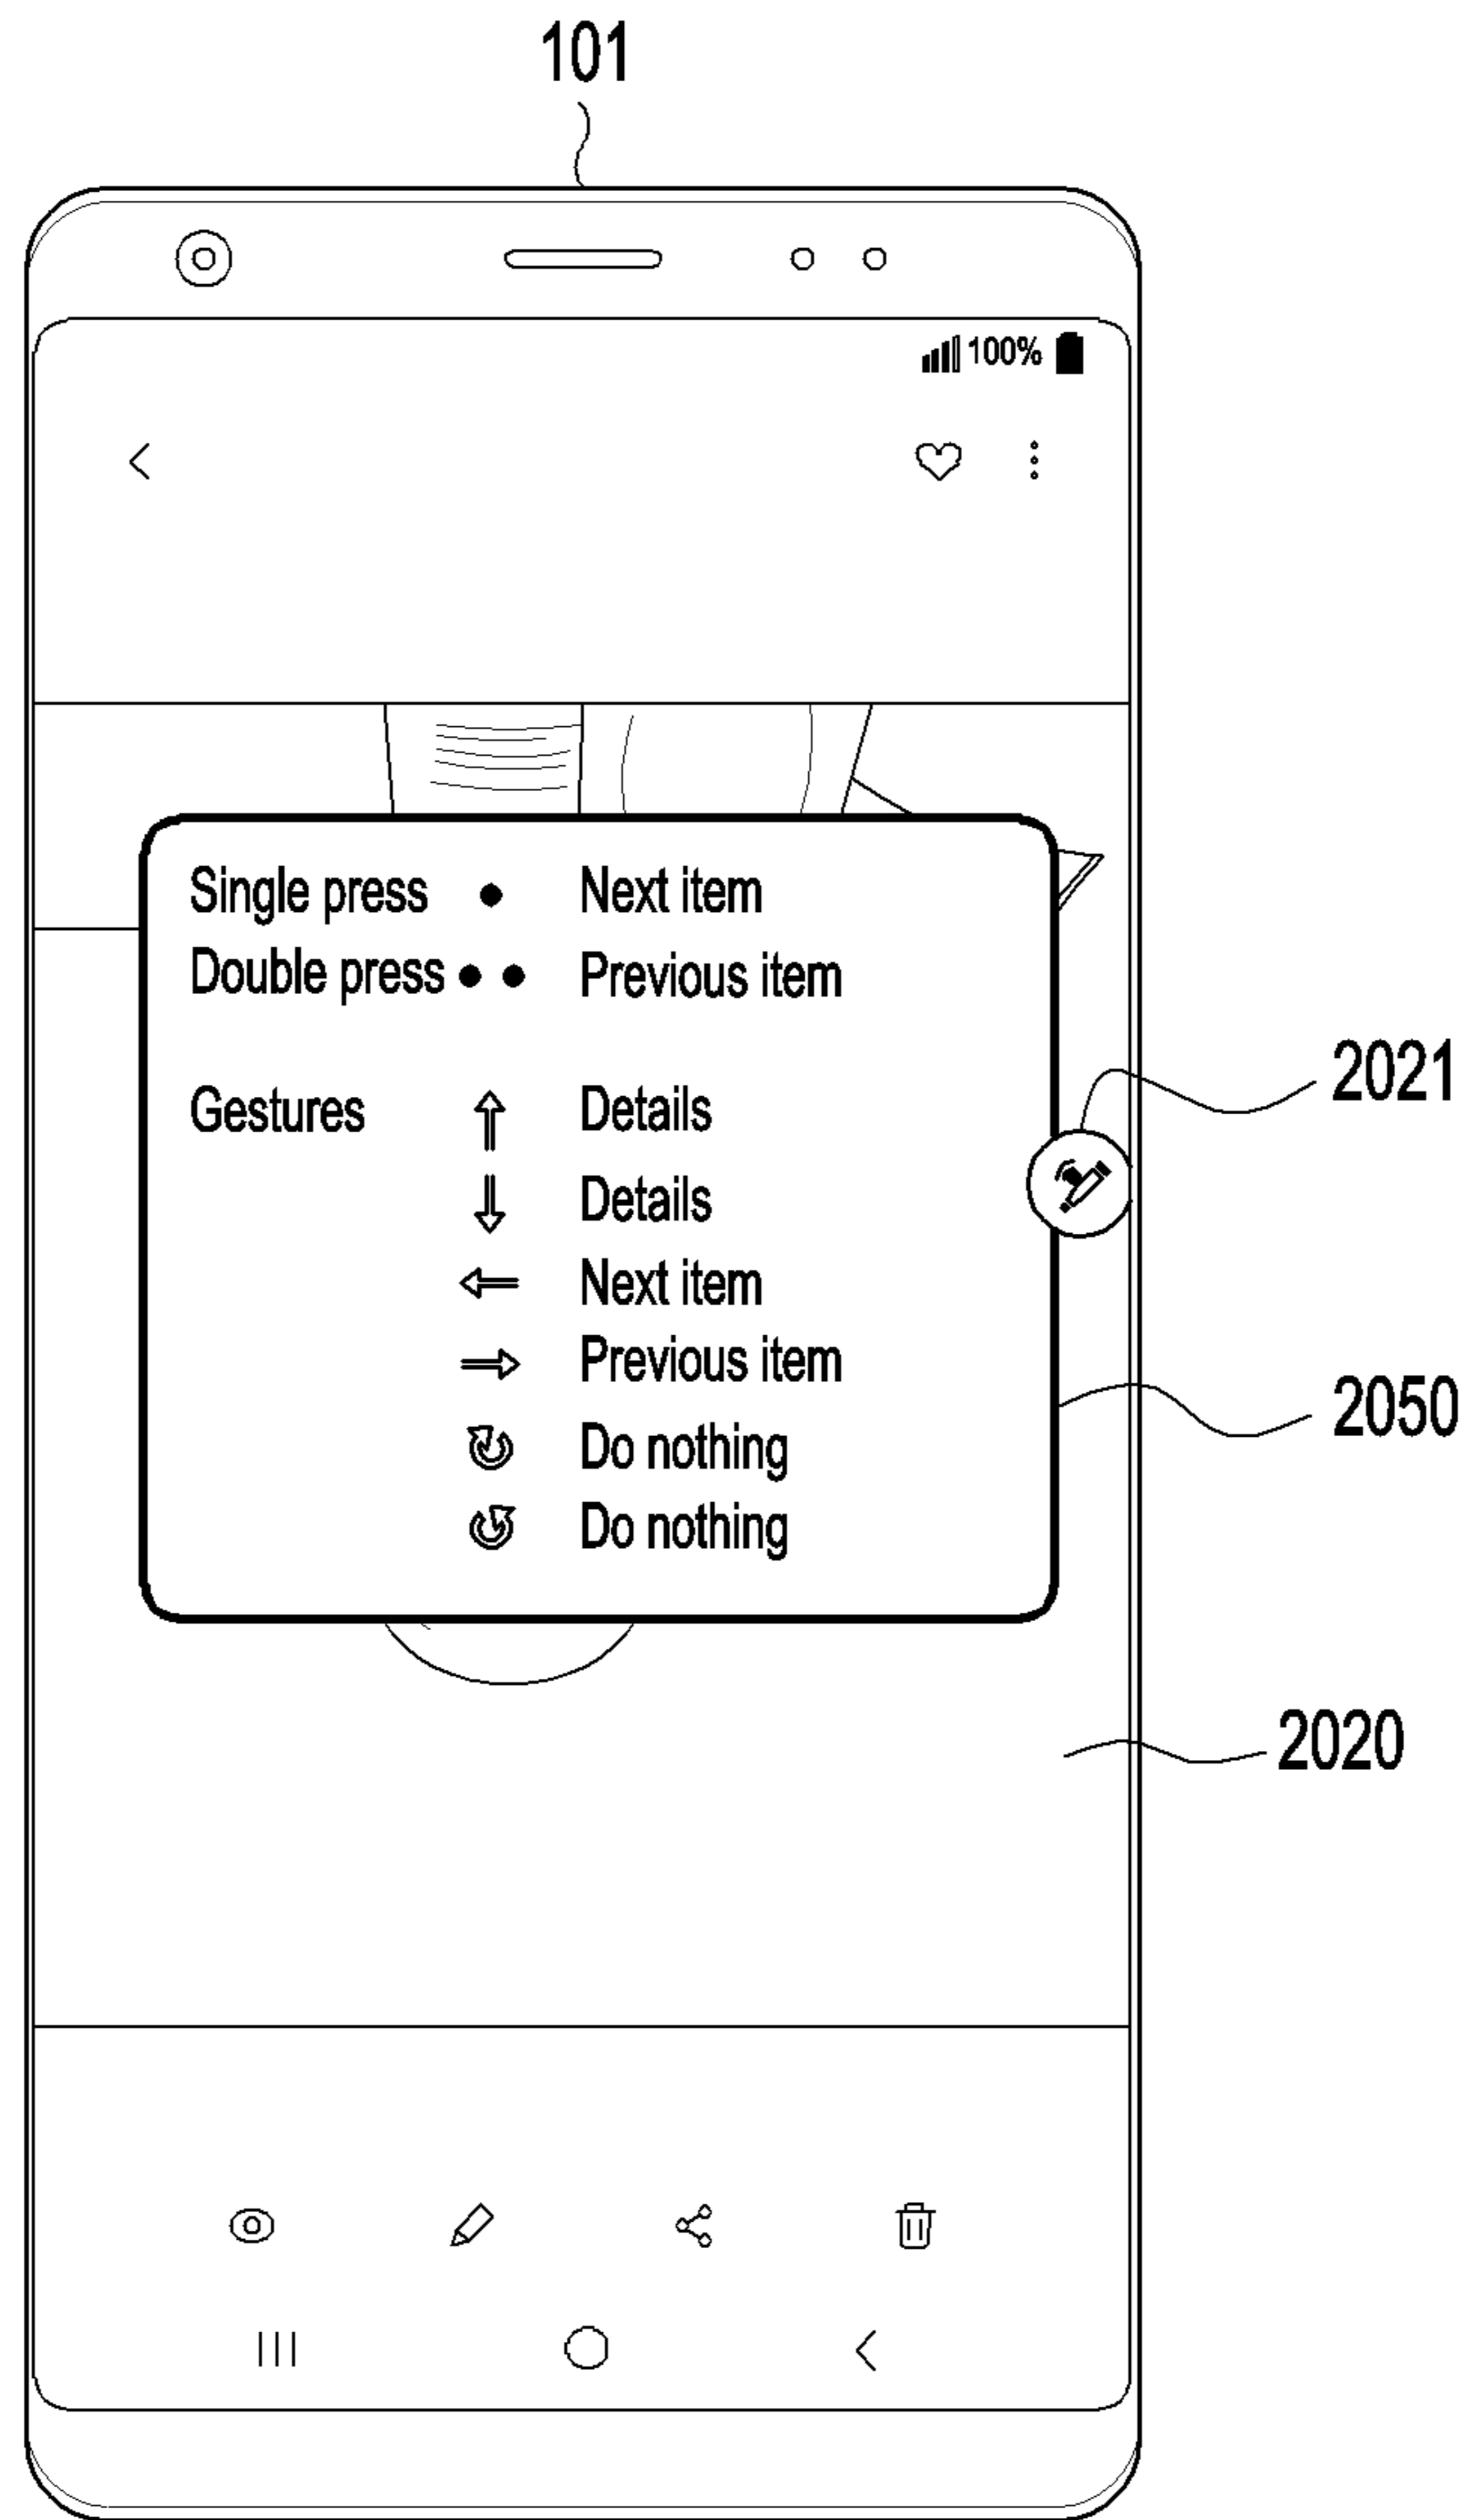 101
100%
Single press Next item
Double press Previous item
Gestures Details
Details
Next item
Previous item
Do nothing
Do nothing
2021
2050
2020